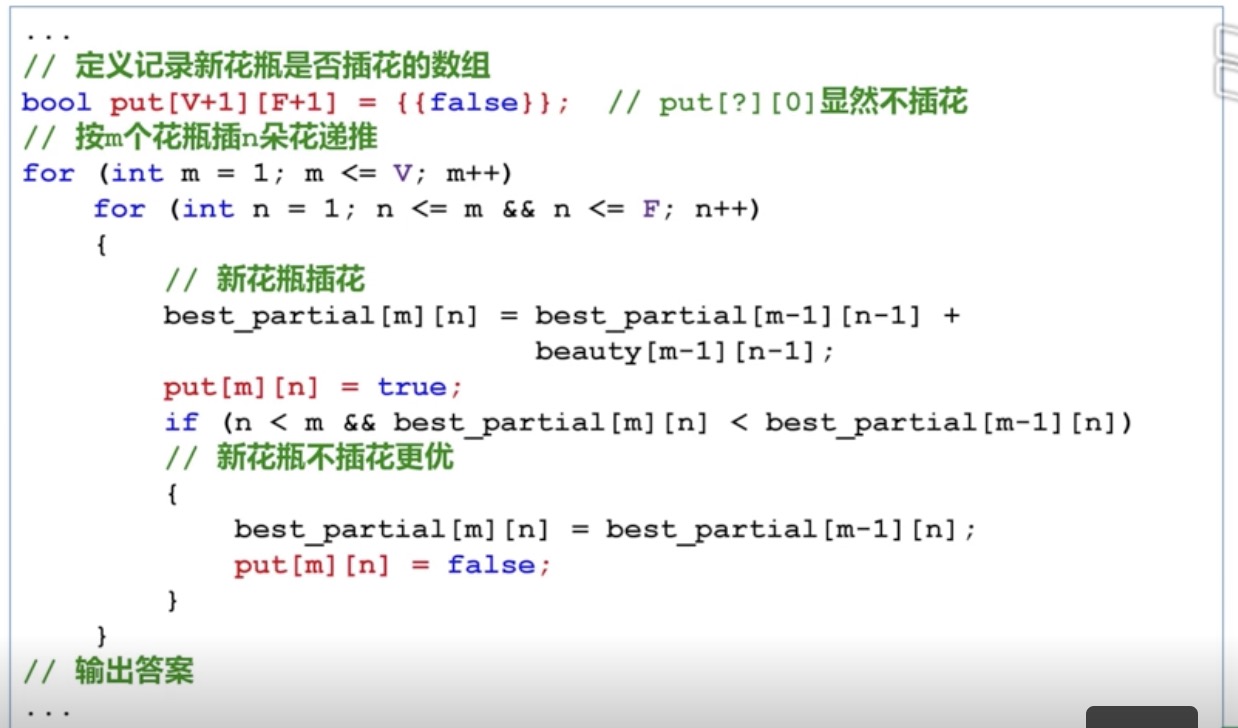 ...
// 定义记录新花瓶是否插花的数组
bool put[V+1][F+1] = {{false}}; // put[?][0]显然不插花
// 按m个花瓶插n朵花递推
for (int m = 1; m <= V; m++)
for (int n = 1; n <= m && n <= F; n++)
{
// 新花瓶插花
best_partial[m][n] = best_partial[m-1][n-1] +
beauty[m-1][n-1];
put[m][n] = true;
if (n < m && best_partial[m][n] < best_partial[m-1][n])
// 新花瓶不插花更优
{
best_partial[m][n] = best_partial[m-1][n];
put[m][n] = false;
}
}
// 输出答案
...